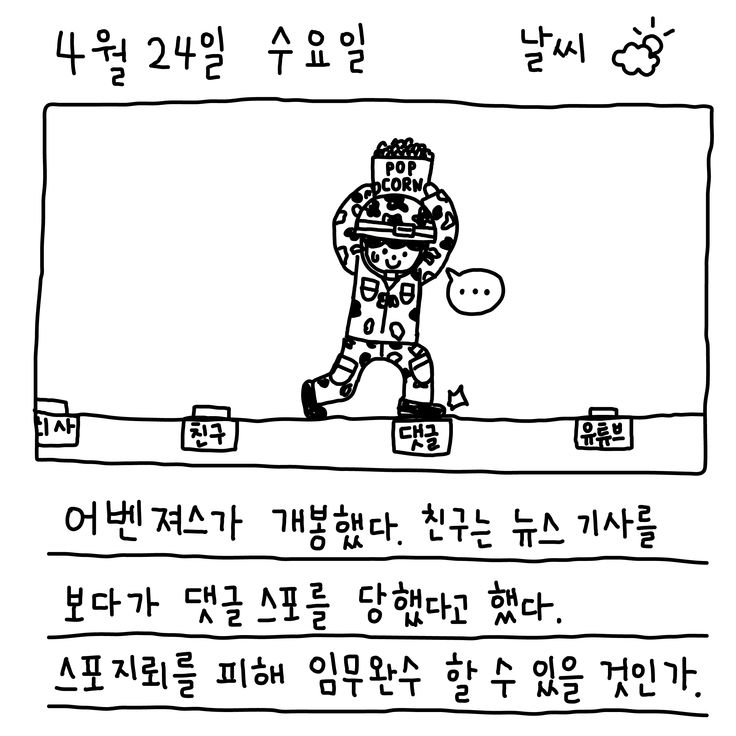 4월 24일 수요일 날씨
POP
CORN
...
기사
친구
댓글
유튜브
어벤져스가 개봉했다. 친구는 뉴스 기사를
보다가 댓글 스포를 당했다고 했다.
스포지뢰를 피해 임무완수 할 수 있을 것인가.